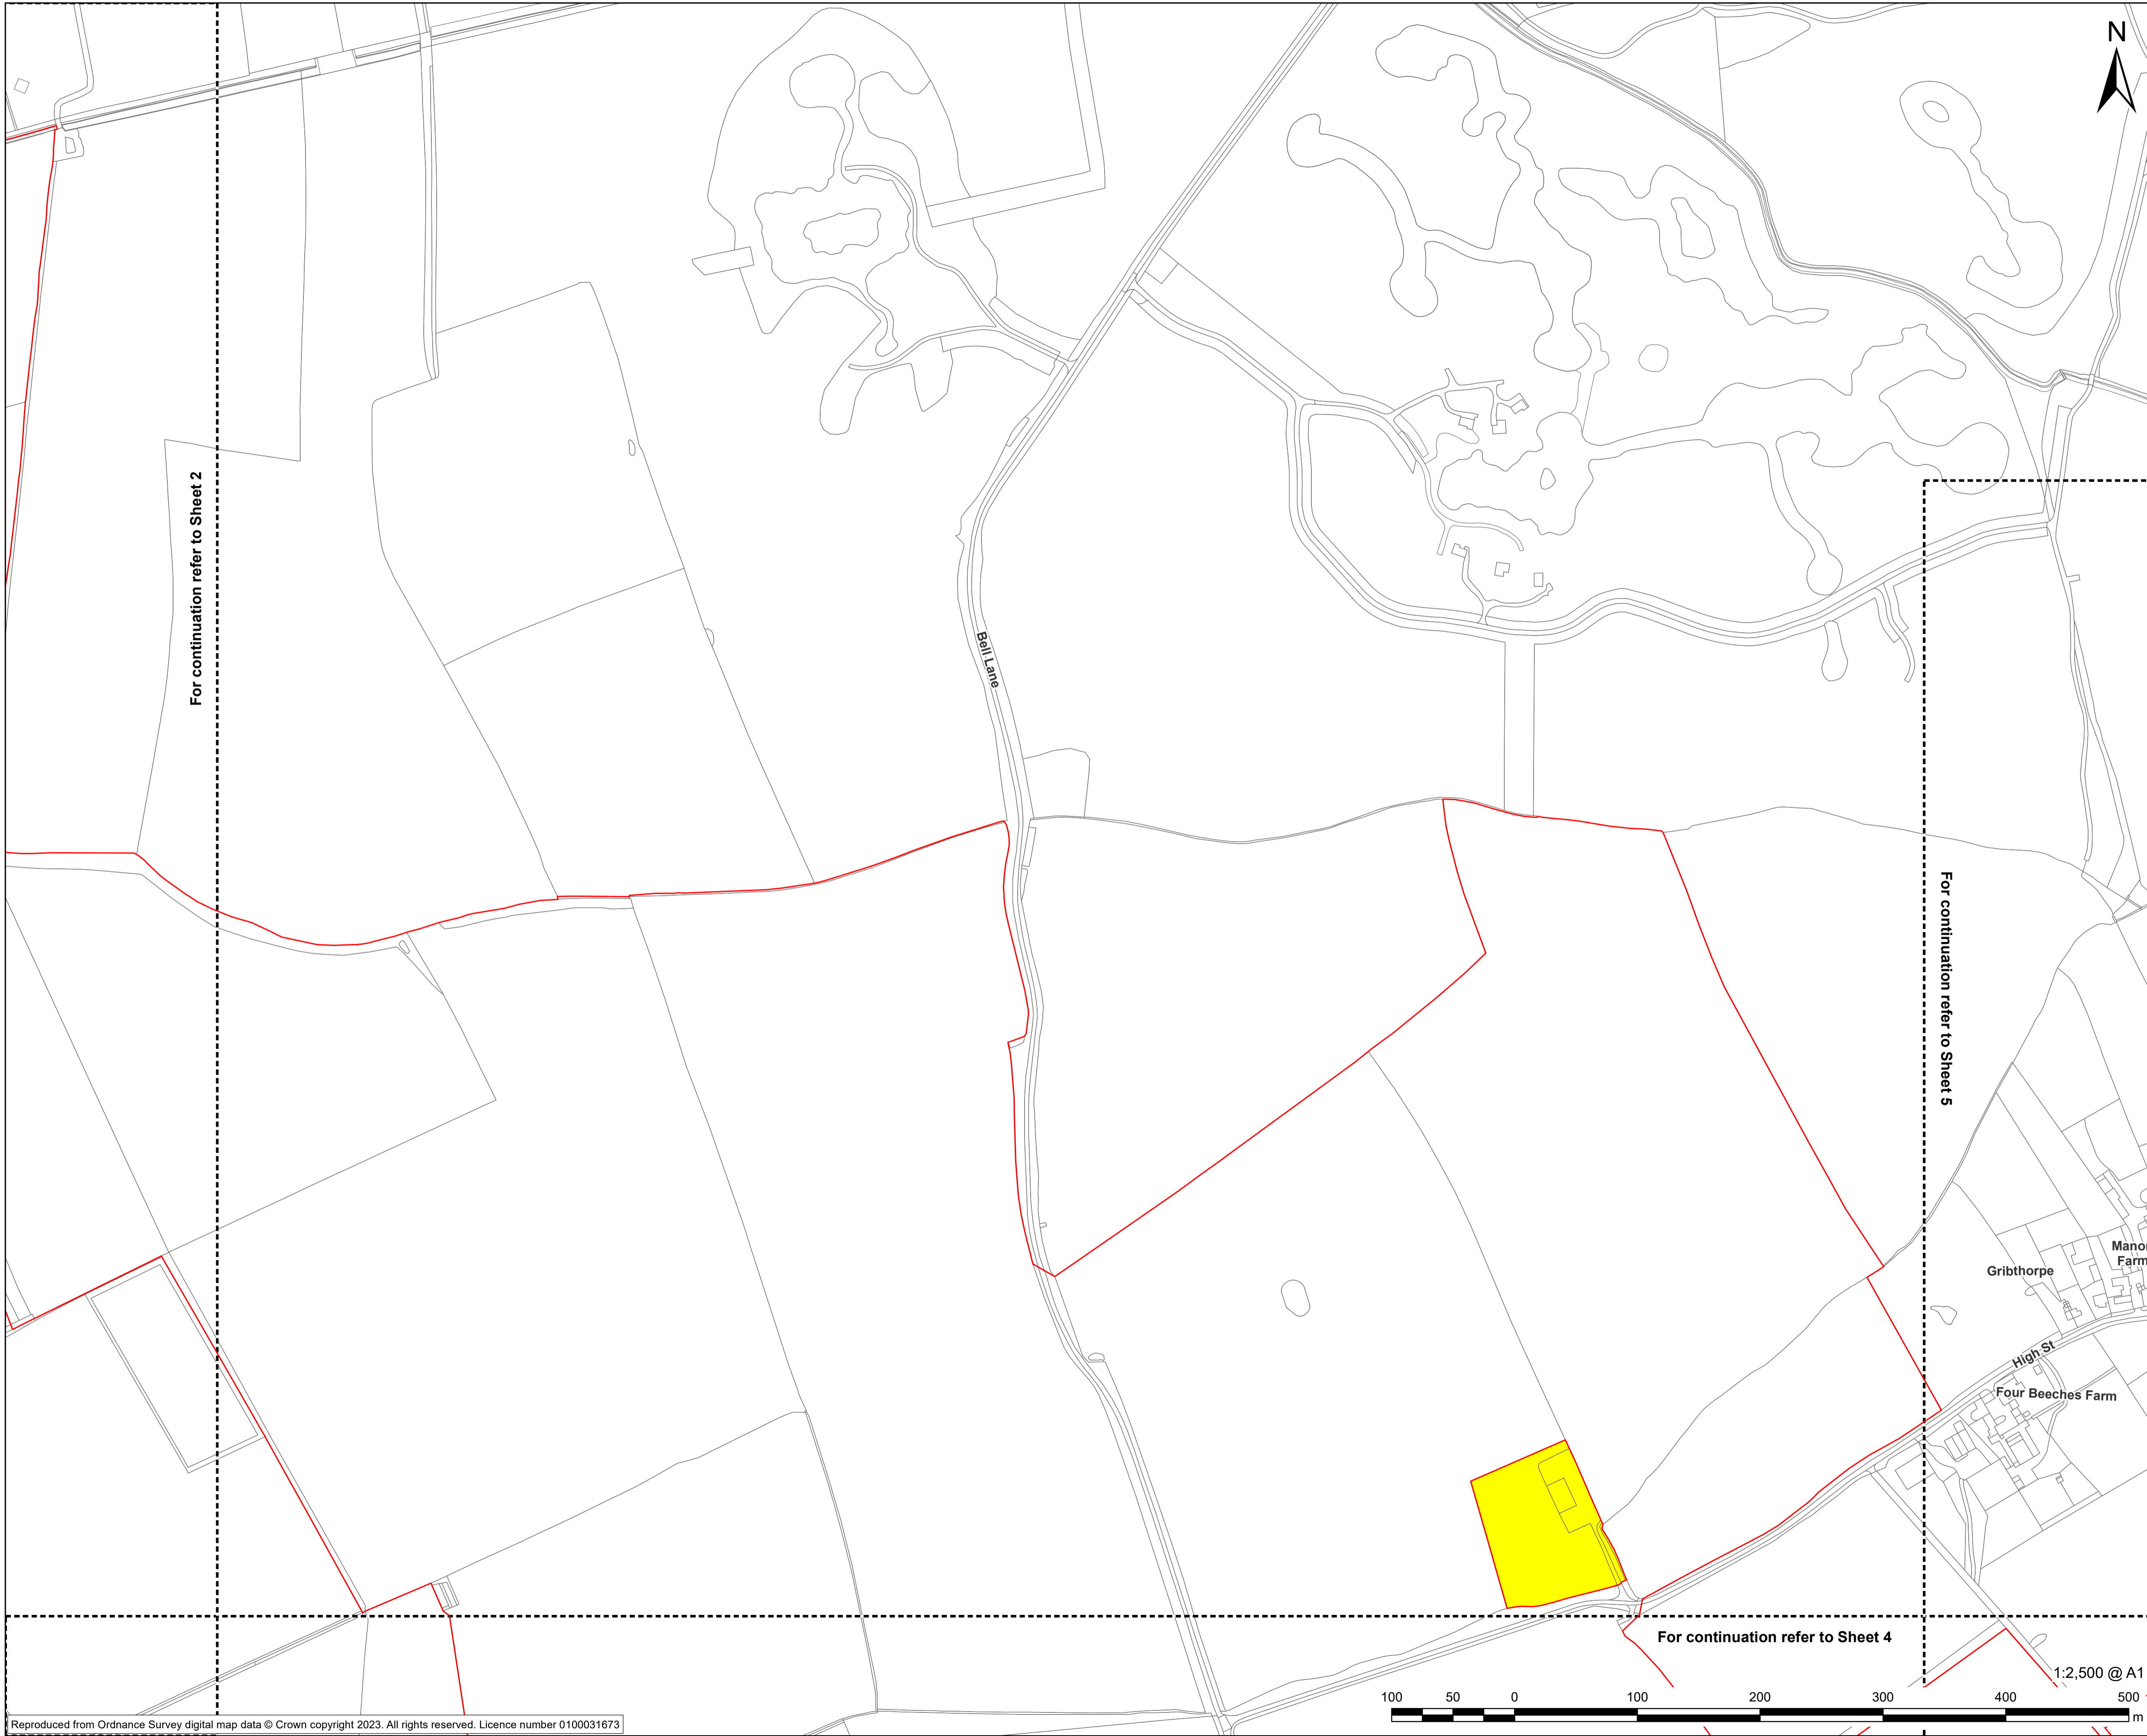 N
For continuation refer to Sheet 2
Bell Lane
For continuation refer to Sheet 5
Manor
Farm
Gribthorpe
High St
Four Beeches Farm
For continuation refer to Sheet 4
1:2,500 @ A1
100 50 0 100 200 300 400 500
m
Reproduced from Ordnance Survey digital map data © Crown copyright 2023. All rights reserved. Licence number 0100031673